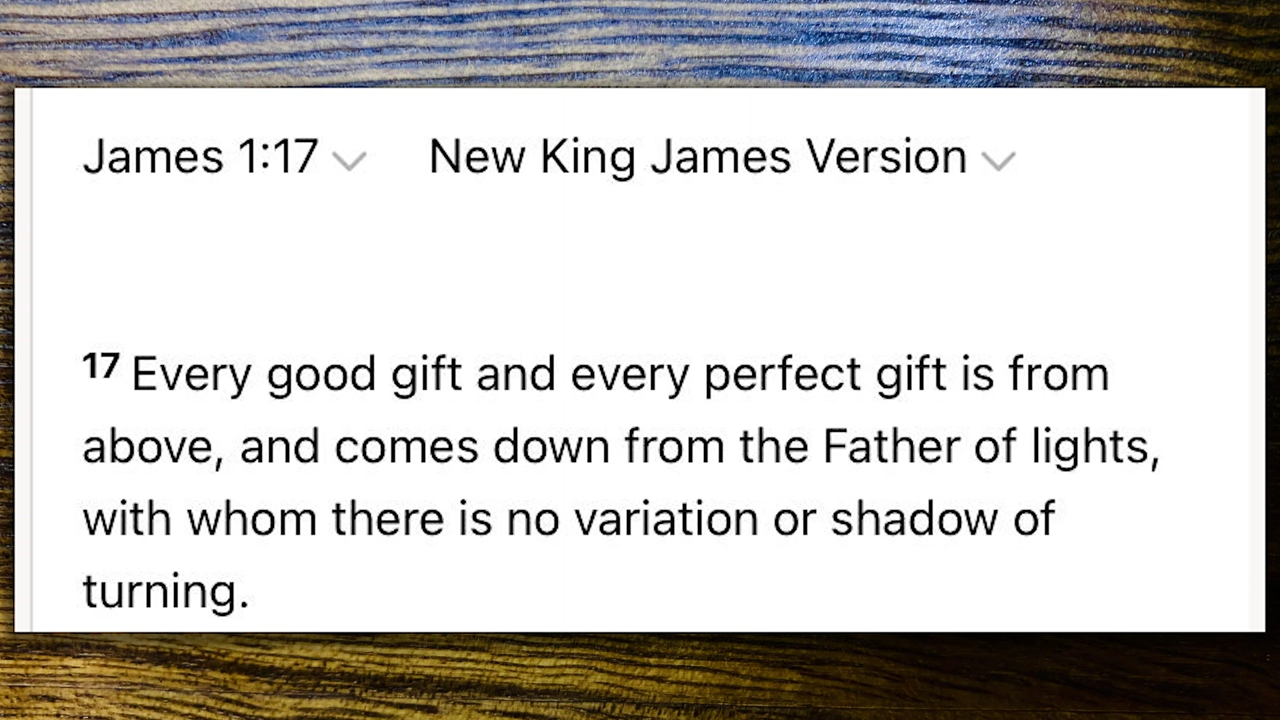 James 1:17 New King James Version
17 Every good gift and every perfect gift is from
above, and comes down from the Father of lights,
with whom there is no variation or shadow of
turning.